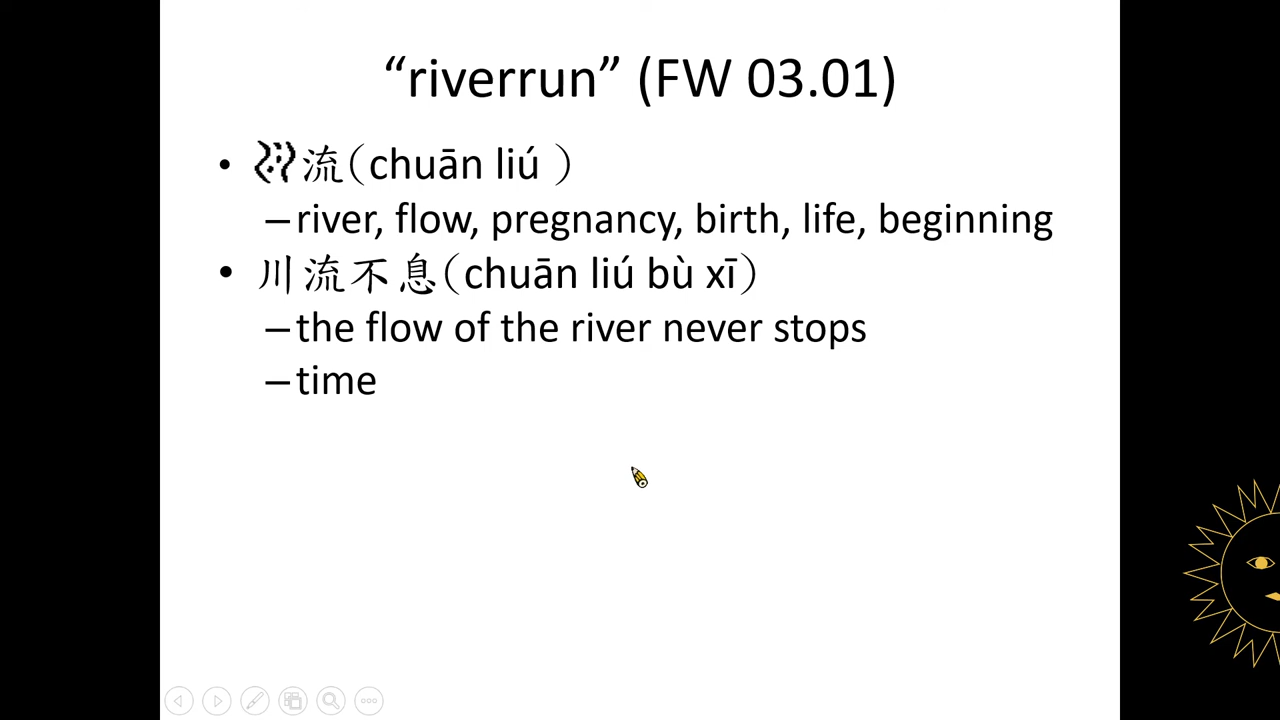 “riverrun” (FW 03.01)
• 流（chuān liú ）
–river, flow, pregnancy, birth, life, beginning
• 川流不息（chuān liú bù xī）
–the flow of the river never stops
–time